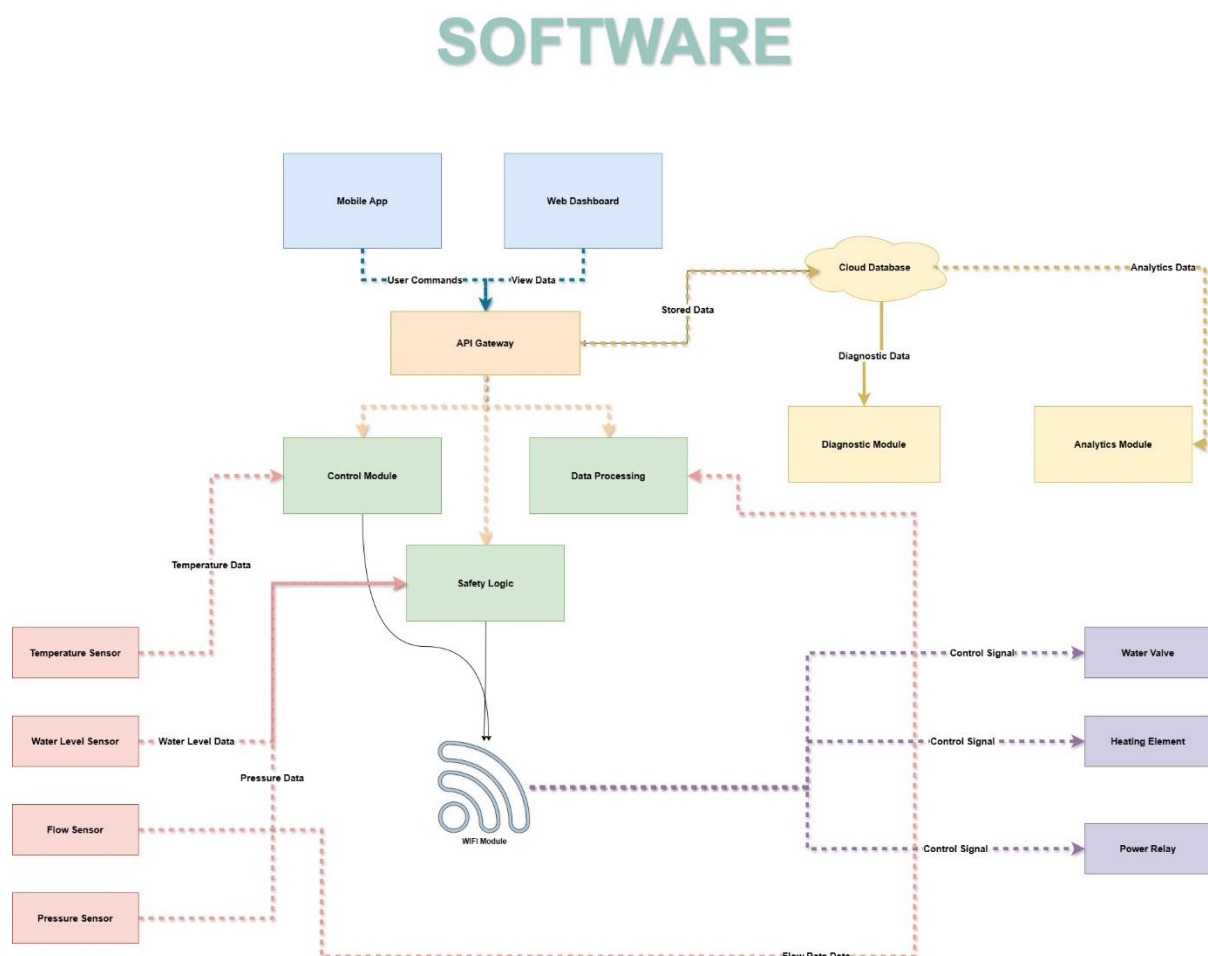 SOFTWARE
Mobile App
Web Dashboard
User Commands
View Data
Cloud Database
Analytics Data
Stored Data
API Gateway
Diagnostic Data
Diagnostic Module
Analytics Module
Control Module
Data Processing
Temperature Data
Safety Logic
Temperature Sensor
Control Signal
Water Valve
Water Level Sensor
Water Level Data
Control Signal
Heating Element
Pressure Data
Flow Sensor
WIFI Module
Control Signal
Power Relay
Pressure Sensor
Flow Rate Data